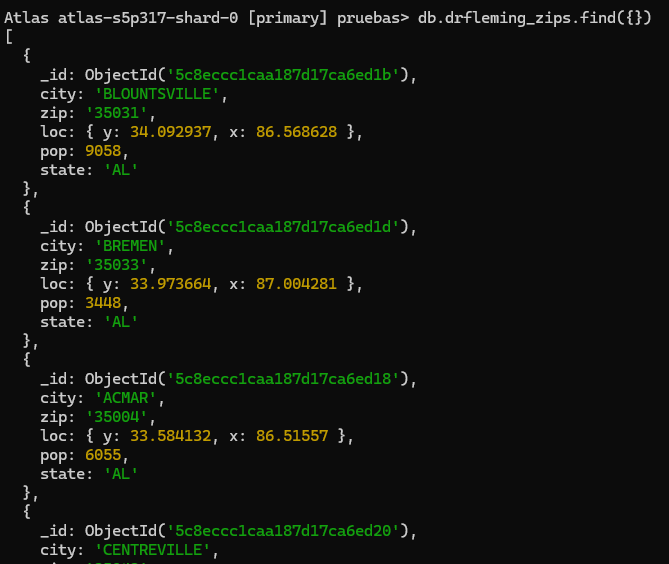 Atlas atlas-s5p317-shard-0 [primary] pruebas> db.drfleming_zips.find({})
[
  {
    _id: ObjectId('5c8eccc1caa187d17ca6ed1b'),
    city: 'BLOUNTSVILLE',
    zip: '35031',
    loc: { y: 34.092937, x: 86.568628 },
    pop: 9058,
    state: 'AL'
  },
  {
    _id: ObjectId('5c8eccc1caa187d17ca6ed1d'),
    city: 'BREMEN',
    zip: '35033',
    loc: { y: 33.973664, x: 87.004281 },
    pop: 3448,
    state: 'AL'
  },
  {
    _id: ObjectId('5c8eccc1caa187d17ca6ed18'),
    city: 'ACMAR',
    zip: '35004',
    loc: { y: 33.584132, x: 86.51557 },
    pop: 6055,
    state: 'AL'
  },
  {
    _id: ObjectId('5c8eccc1caa187d17ca6ed20'),
    city: 'CENTREVILLE',